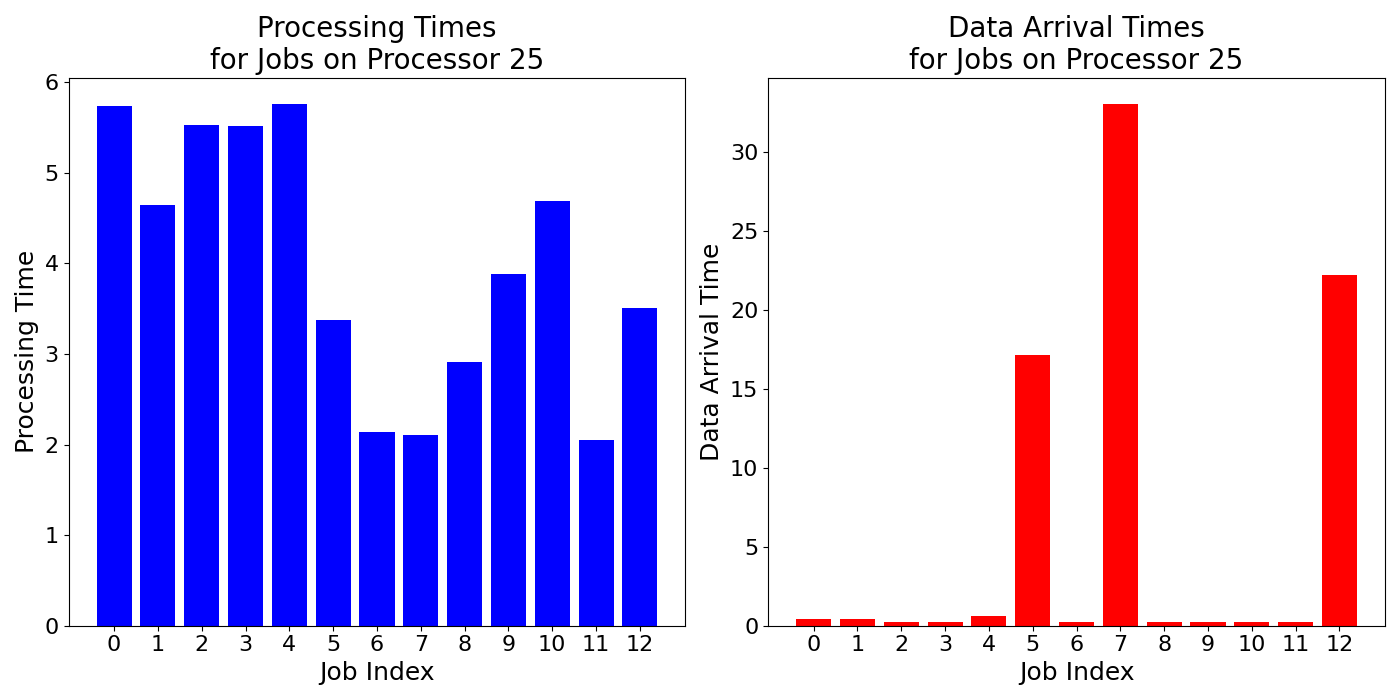 Processing Times
for Jobs on Processor 25
Processing Time
6
5
4
3
2
1
0
0 1 2 3 4 5 6 7 8 9 10 11 12
Job Index
Data Arrival Times
for Jobs on Processor 25
Data Arrival Time
30
25
20
15
10
5
0
0 1 2 3 4 5 6 7 8 9 10 11 12
Job Index